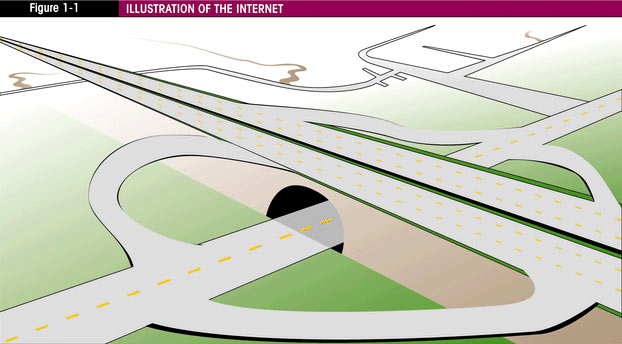 Figure 1-1 ILLUSTRATION OF THE INTERNET